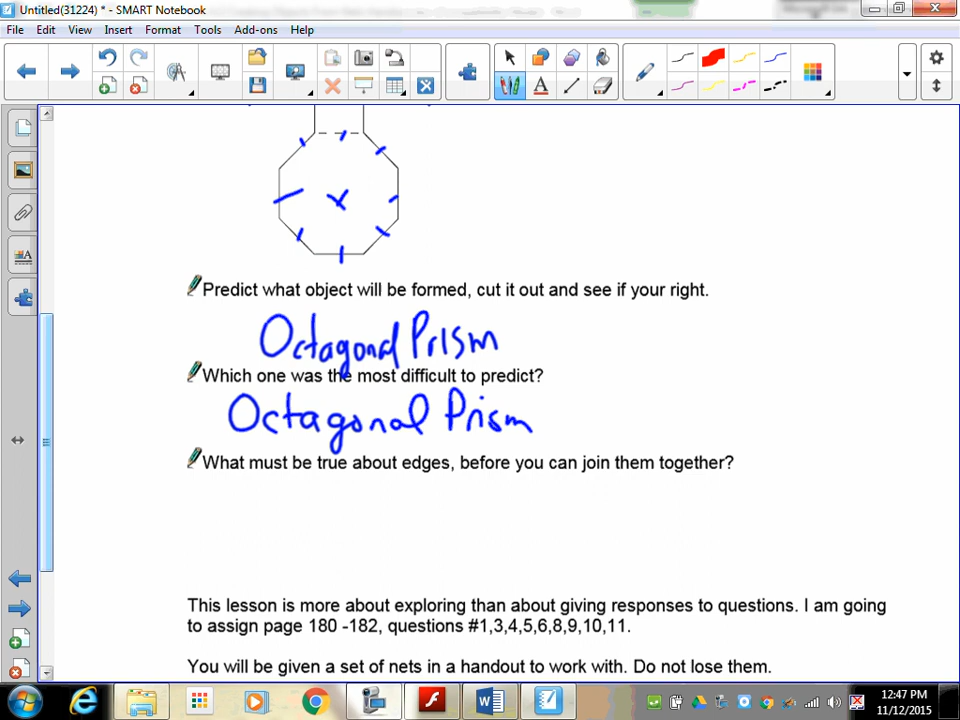 Untitled(31224) * - SMART Notebook
File Edit View Insert Format Tools Add-ons Help
Predict what object will be formed, cut it out and see if your right.
Octagonal Prism
Which one was the most difficult to predict?
Octagonal Prism
What must be true about edges, before you can join them together?
This lesson is more about exploring than about giving responses to questions. I am going
to assign page 180 -182, questions #1,3,4,5,6,8,9,10,11.
You will be given a set of nets in a handout to work with. Do not lose them.
12:47 PM
11/12/2015